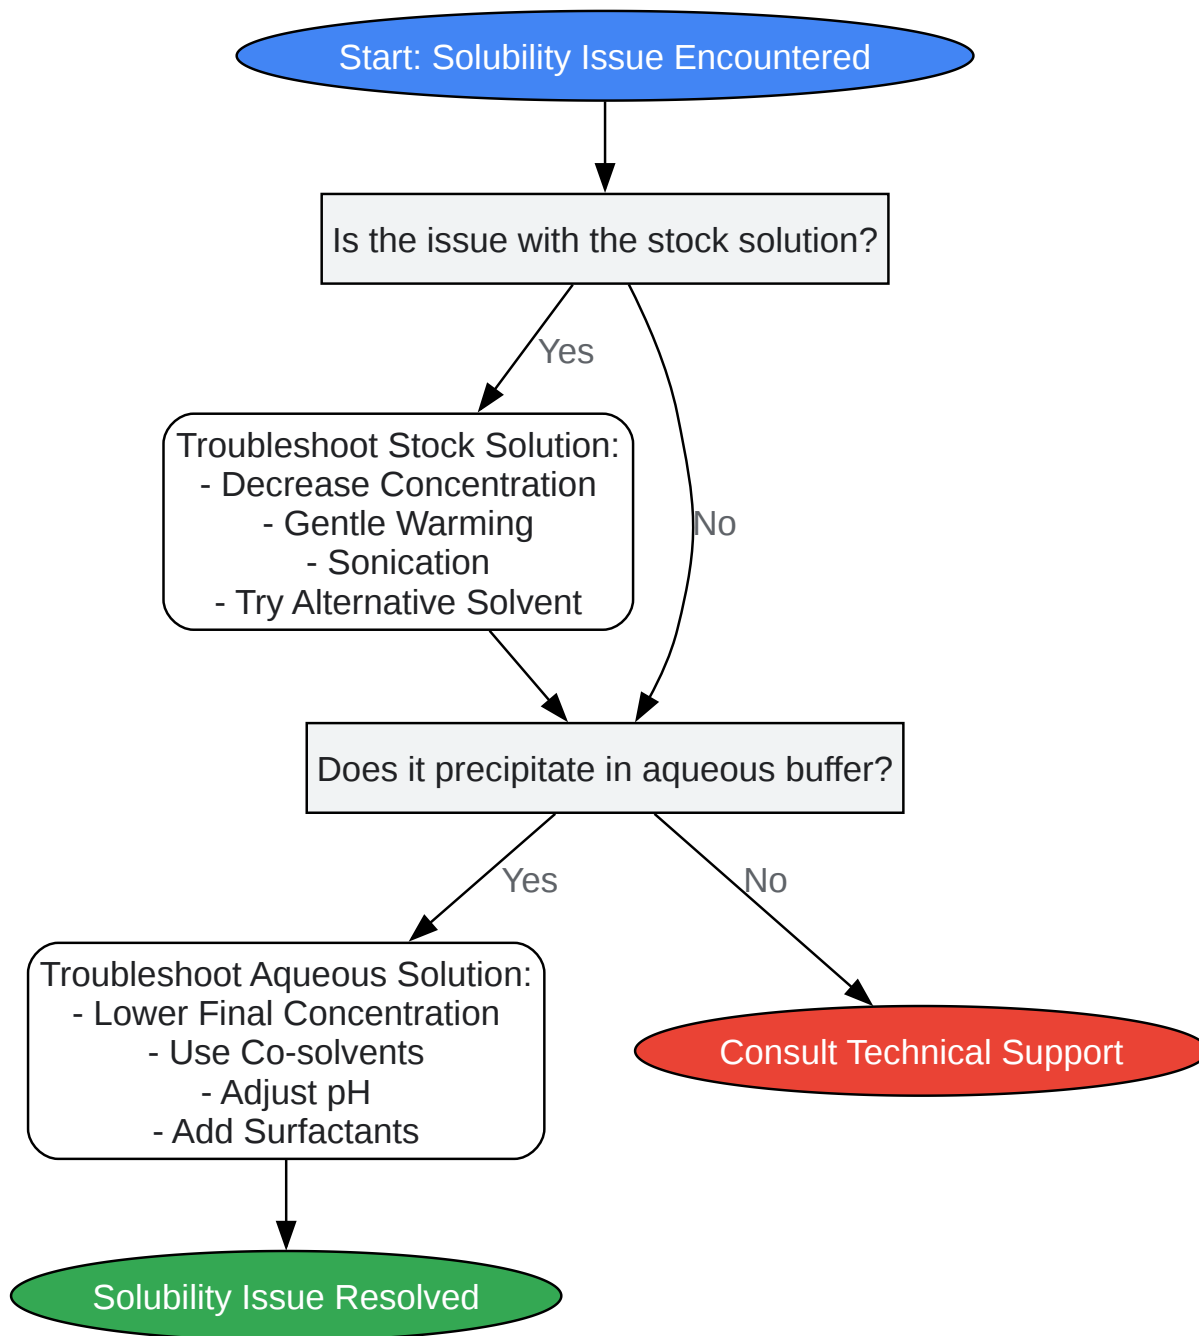 Start: Solubility Issue Encountered
Is the issue with the stock solution?
Yes
Troubleshoot Stock Solution:
- Decrease Concentration
- Gentle Warming
- Sonication
- Try Alternative Solvent
No
Does it precipitate in aqueous buffer?
Yes
No
Troubleshoot Aqueous Solution:
- Lower Final Concentration
- Use Co-solvents
- Adjust pH
- Add Surfactants
Consult Technical Support
Solubility Issue Resolved